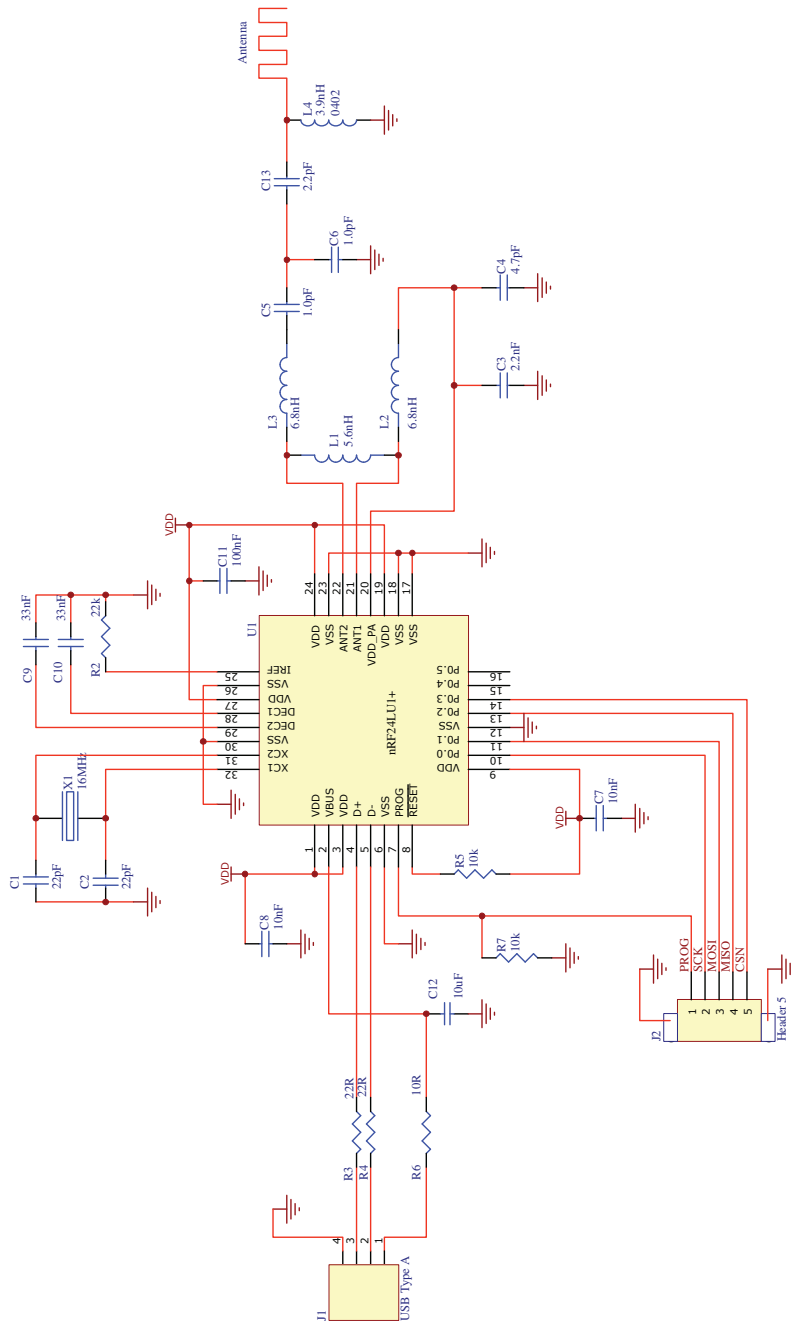 Antenna
L4
3.9nH
0402
C13
2.2pF
C6
1.0pF
C5
1.0pF
L3
6.8nH
L1
5.6nH
L2
6.8nH
C4
4.7pF
C3
2.2nF
VDD
C11
100nF
33nF
33nF
22k
C9
C10
R2
X1
16MHz
C1
22pF
C2
22pF
U1
nRF24LU1+
24
23
22
21
20
19
18
17
VDD
VSS
ANT2
ANT1
VDD_PA
VDD
VSS
VSS
25
26
27
28
29
30
31
32
IREF
VSS
VDD
DEC1
DEC2
VSS
XC2
XC1
P0.5
P0.4
P0.3
P0.2
VSS
P0.1
P0.0
VDD
16
15
14
13
12
11
10
9
VDD
VBUS
VDD
D+
D-
VSS
PROG
RESET
1
2
3
4
5
6
7
8
VDD
C8
10nF
VDD
C7
10nF
R5
10k
R7
10k
C12
10uF
22R
22R
R3
R4
10R
R6
4
3
2
1
J1
USB Type A
PROG
SCK
MOSI
MISO
CSN
1
2
3
4
5
J2
Header 5